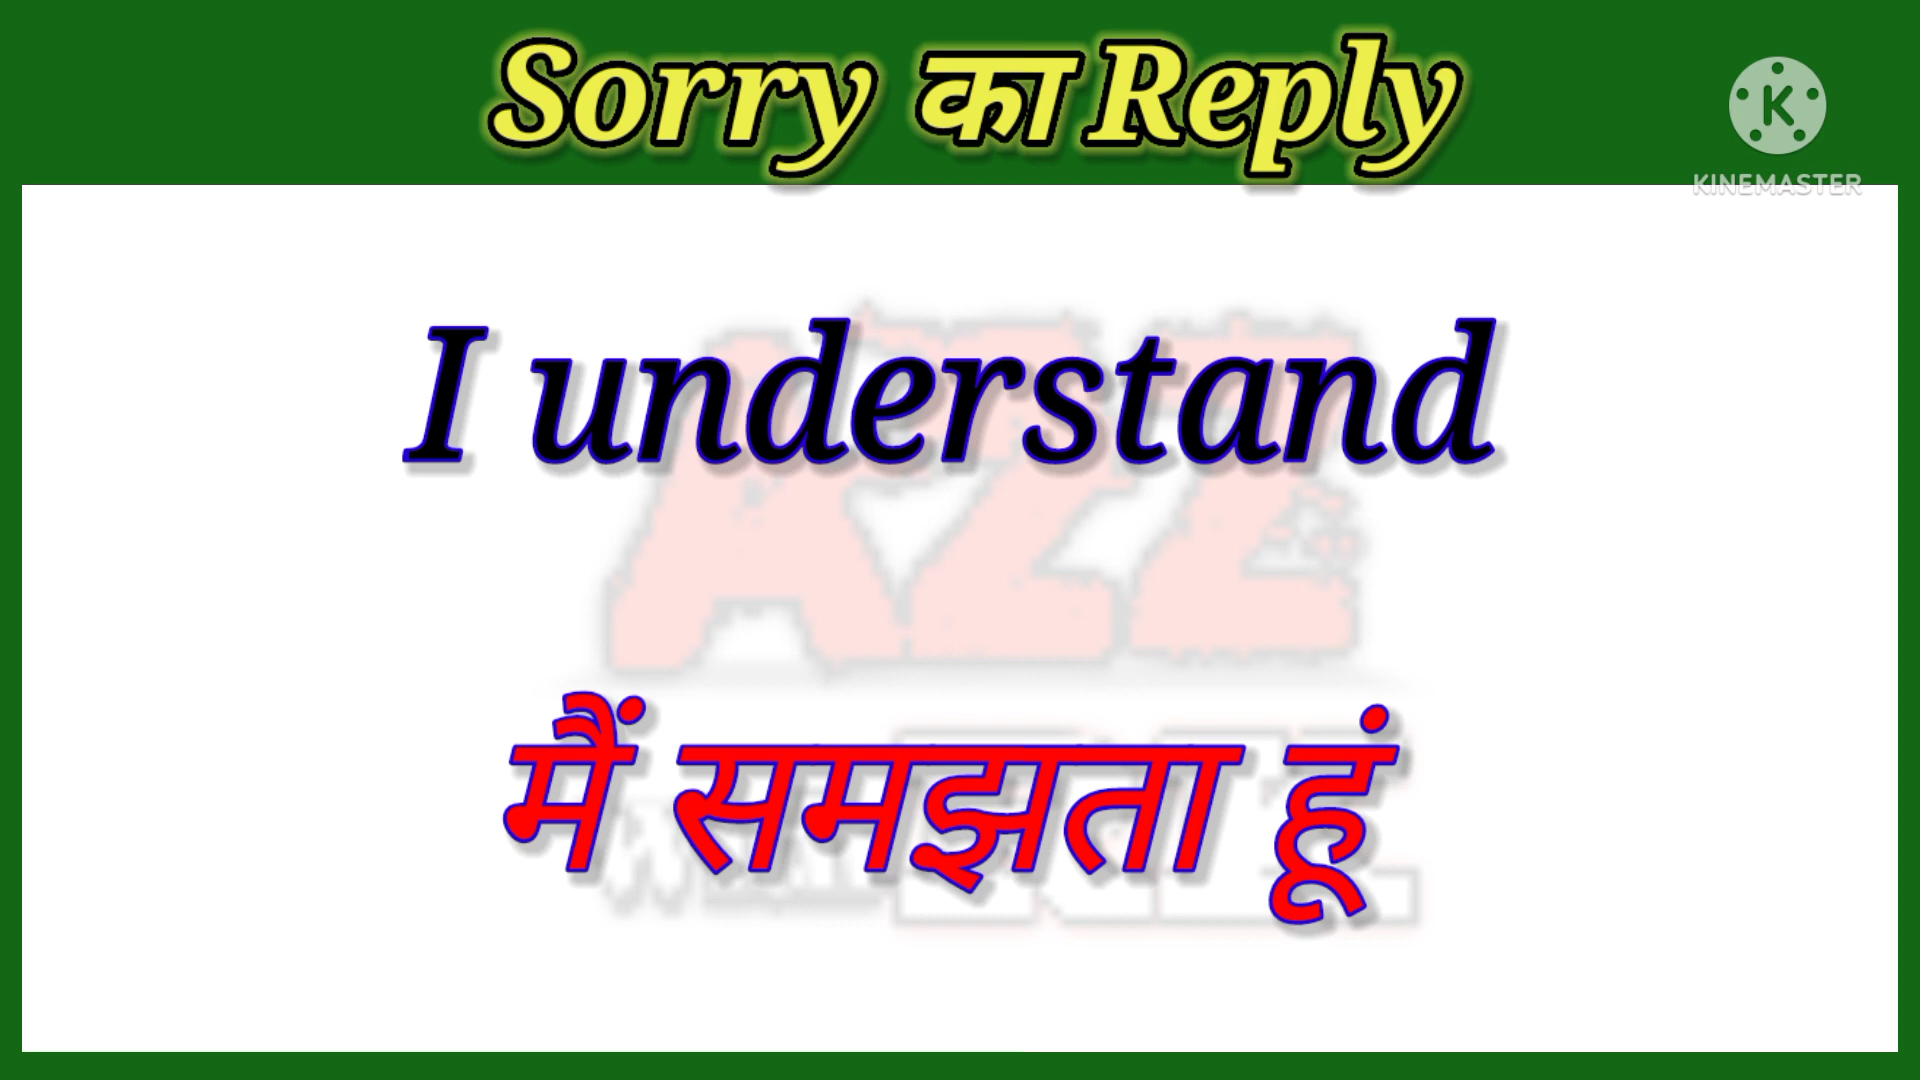 Sorry का Reply
KINEMASTER
I understand
मैं समझता हूं